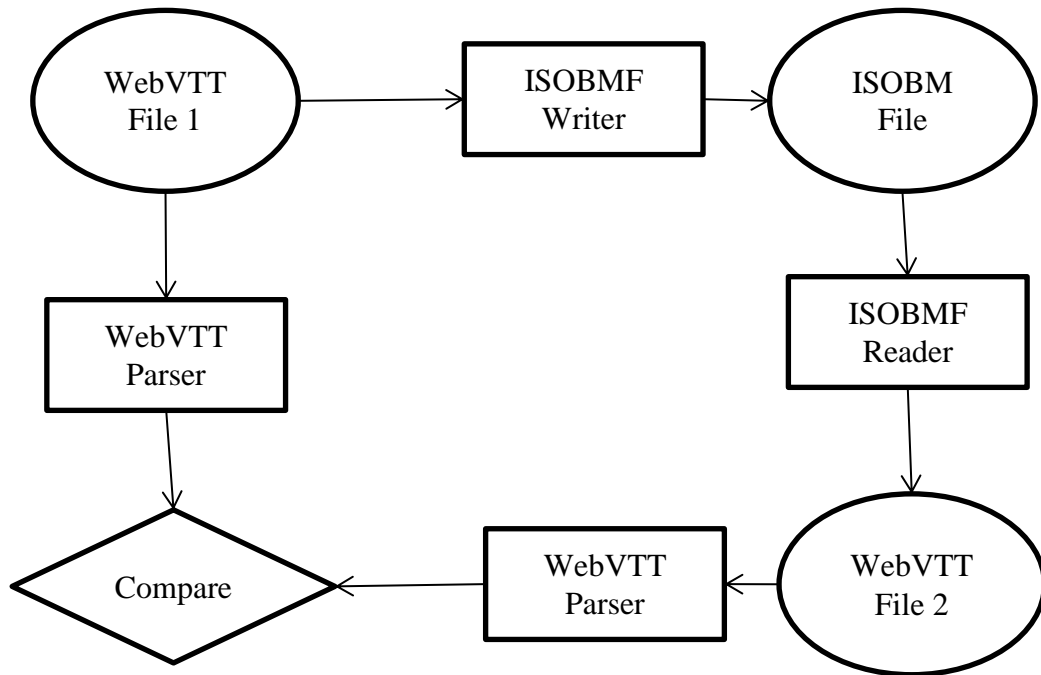 WebVTT
File 1
ISOBMF
Writer
ISOBM
File
WebVTT
Parser
ISOBMF
Reader
Compare
WebVTT
Parser
WebVTT
File 2